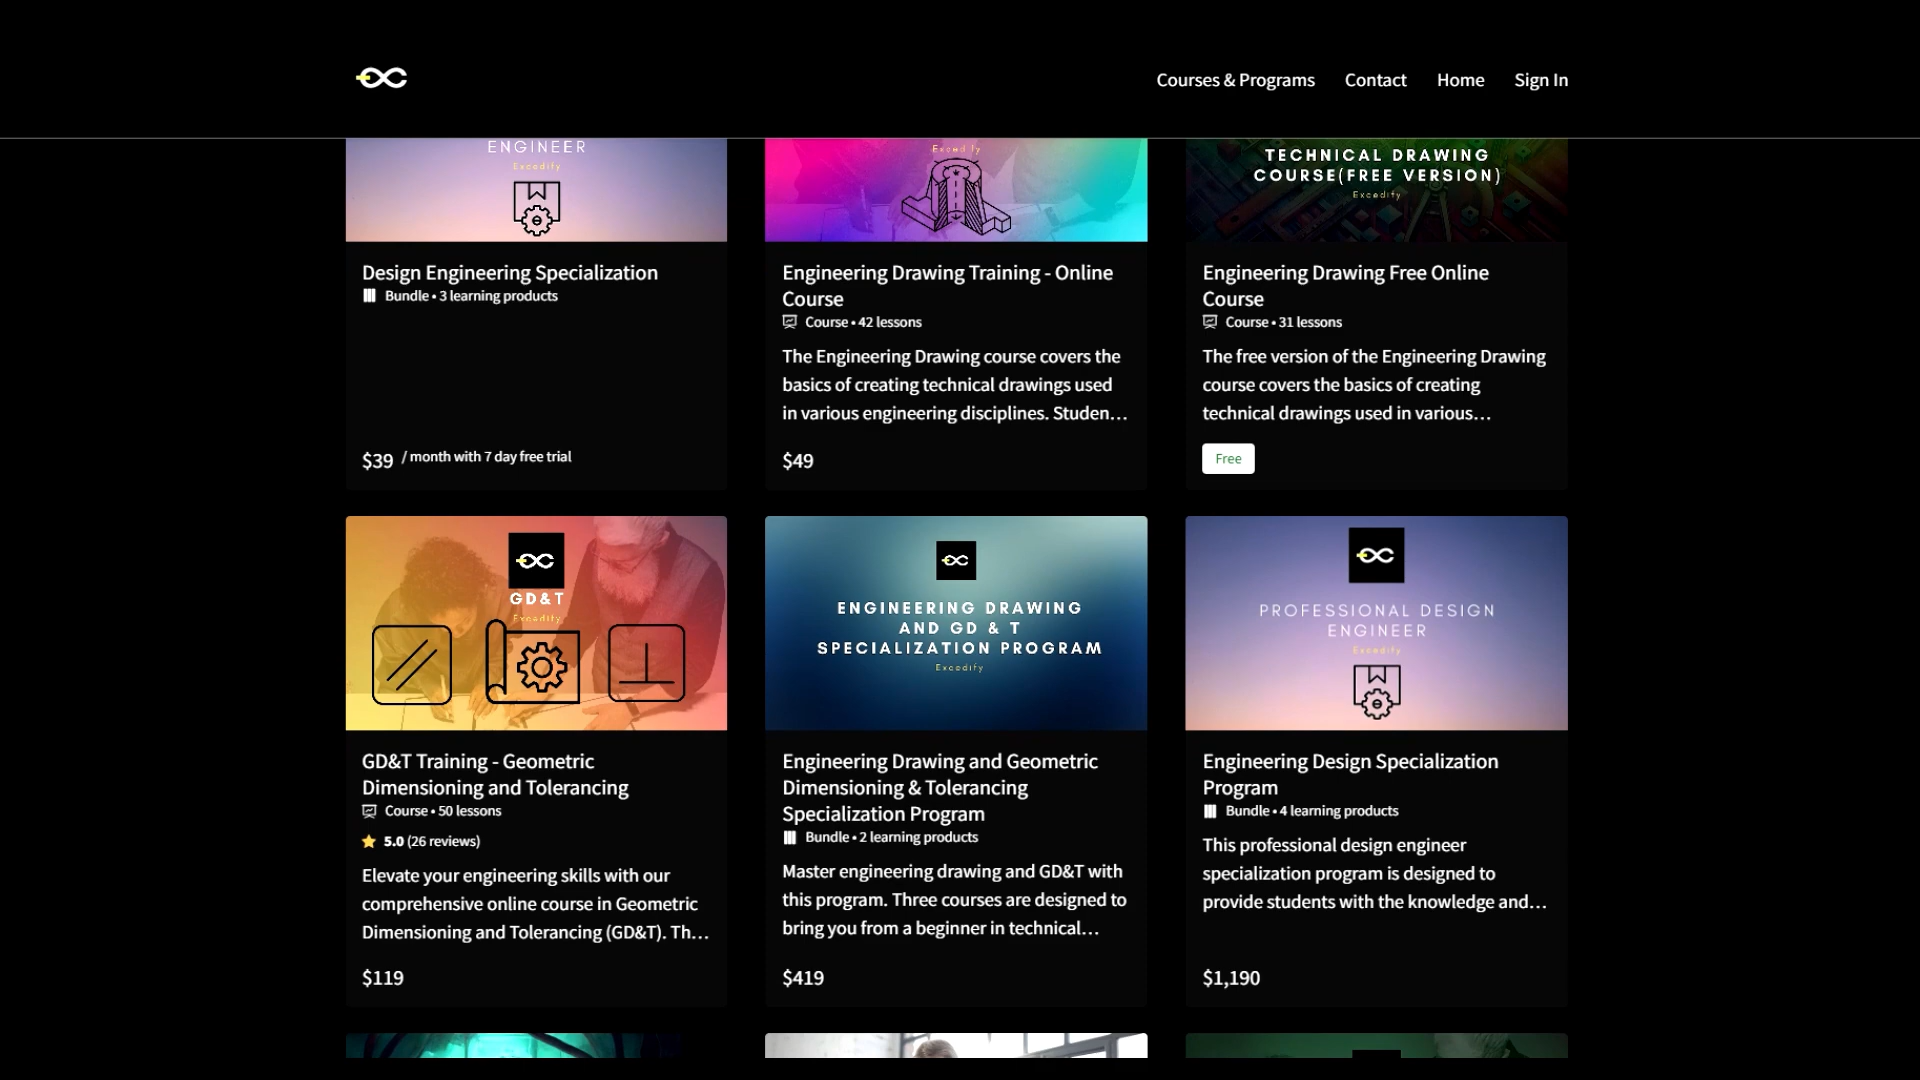 Courses & Programs Contact Home Sign In
ENGINEER
Excedify
Excedify
TECHNICAL DRAWING
COURSE(FREE VERSION)
Excedify
Design Engineering Specialization
Bundle • 3 learning products
$39 / month with 7 day free trial
Engineering Drawing Training - Online
Course
Course • 42 lessons
The Engineering Drawing course covers the
basics of creating technical drawings used
in various engineering disciplines. Studen…
$49
Engineering Drawing Free Online
Course
Course • 31 lessons
The free version of the Engineering Drawing
course covers the basics of creating
technical drawings used in various…
Free
GD&T
Excedify
GD&T Training - Geometric
Dimensioning and Tolerancing
Course • 50 lessons
5.0 (26 reviews)
Elevate your engineering skills with our
comprehensive online course in Geometric
Dimensioning and Tolerancing (GD&T). Th…
$119
ENGINEERING DRAWING
AND GD & T
SPECIALIZATION PROGRAM
Excedify
Engineering Drawing and Geometric
Dimensioning & Tolerancing
Specialization Program
Bundle • 2 learning products
Master engineering drawing and GD&T with
this program. Three courses are designed to
bring you from a beginner in technical…
$419
PROFESSIONAL DESIGN
ENGINEER
Excedify
Engineering Design Specialization
Program
Bundle • 4 learning products
This professional design engineer
specialization program is designed to
provide students with the knowledge and…
$1,190